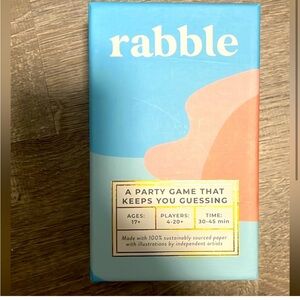 rabble
A PARTY GAME THAT
KEEPS YOU GUESSING
AGES: PLAYERS: TIME:
17+ 4-20+ 30-45 min
Made with 100% sustainably sourced paper
with illustrations by independent artists